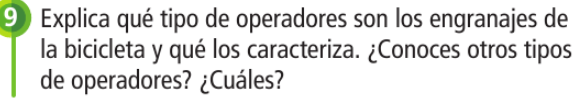 9 Explica qué tipo de operadores son los engranajes de
la bicicleta y qué los caracteriza. ¿Conoces otros tipos
de operadores? ¿Cuáles?